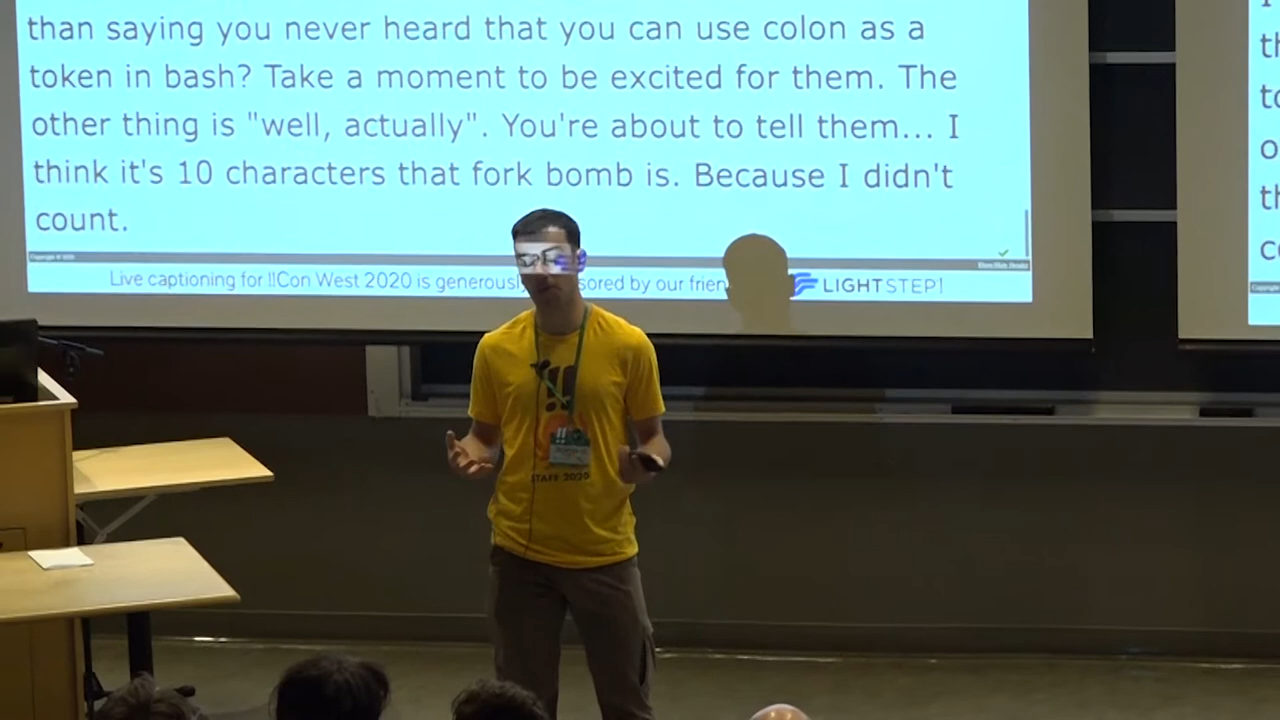 than saying you never heard that you can use colon as a
token in bash? Take a moment to be excited for them. The
other thing is "well, actually". You're about to tell them... I
think it's 10 characters that fork bomb is. Because I didn't
count.
Live captioning for !!Con West 2020 is generously sored by our frien LIGHTSTEP!
!!
STAFF 2020